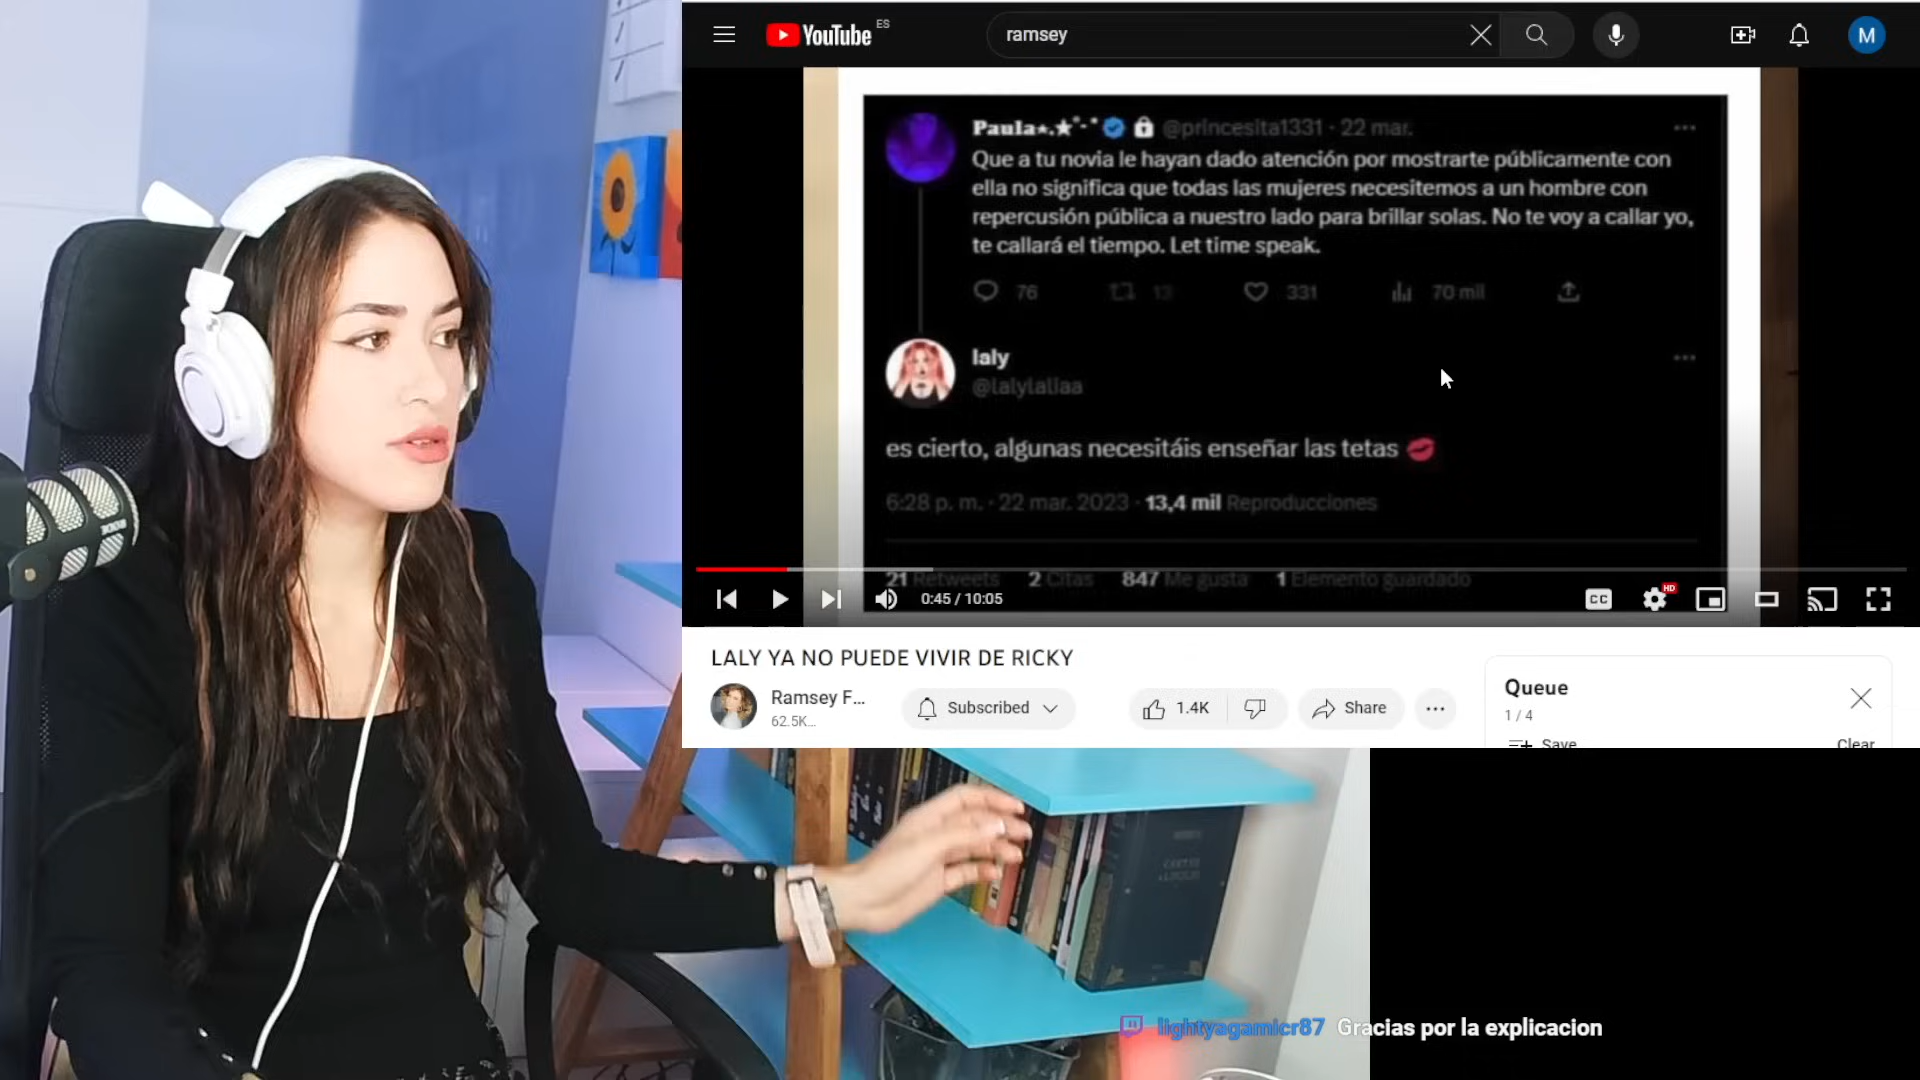 YouTube ES
ramsey
M
Paula⋆.★˚-˚ @princesita1331 · 22 mar.
Que a tu novia le hayan dado atención por mostrarte públicamente con
ella no significa que todas las mujeres necesitemos a un hombre con
repercusión pública a nuestro lado para brillar solas. No te voy a callar yo,
te callará el tiempo. Let time speak.
76 13 331 70 mil
laly
@lalylallaa
es cierto, algunas necesitáis enseñar las tetas 💋
6:28 p. m. · 22 mar. 2023 · 13,4 mil Reproducciones
21 Retweets 2 Citas 847 Me gusta 1 Elemento guardado
0:45 / 10:05
CC HD
LALY YA NO PUEDE VIVIR DE RICKY
Ramsey F...
62.5K...
Subscribed
1.4K
Share
Queue
1 / 4
Save
Clear
RODE
lightyagamicr87 Gracias por la explicacion